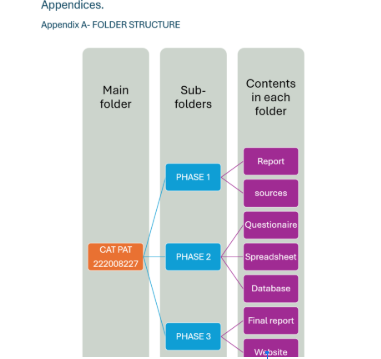 Appendices.
Appendix A- FOLDER STRUCTURE
Main
folder
Sub-
folders
Contents
in each
folder
CAT PAT
222008227
PHASE 1
PHASE 2
PHASE 3
Report
sources
Questionaire
Spreadsheet
Database
Final report
Website